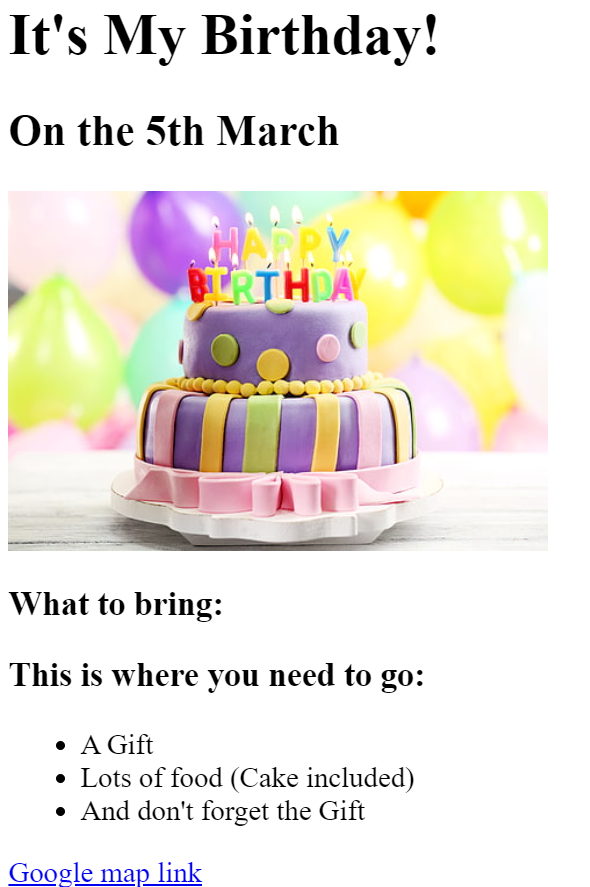 It's My Birthday!
On the 5th March
HAPPY
BIRTHDAY
What to bring:
This is where you need to go:
A Gift
Lots of food (Cake included)
And don't forget the Gift
Google map link